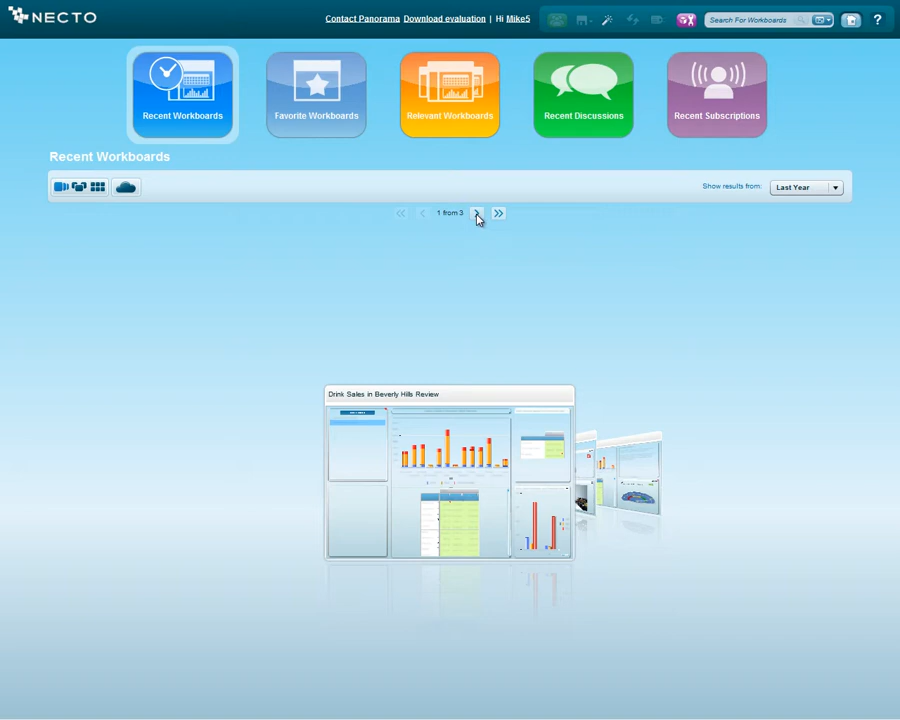 NECTO
Contact Panorama Download evaluation | Hi Mike5
Search For Workboards
?
Recent Workboards
Favorite Workboards
Relevant Workboards
Recent Discussions
Recent Subscriptions
Recent Workboards
Show results from:
Last Year
1 from 3
Drink Sales in Beverly Hills Review